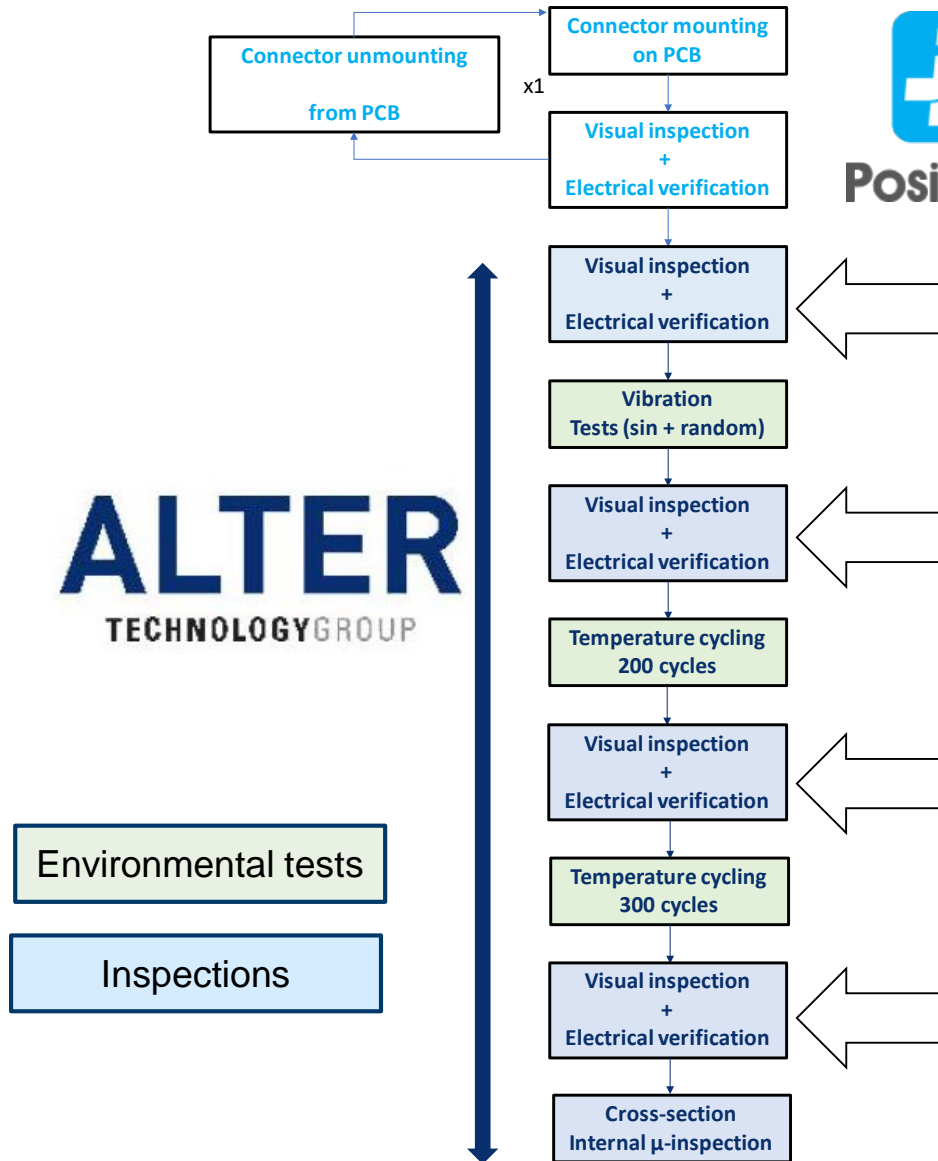 Connector unmounting
from PCB
x1
Connector mounting
on PCB
Visual inspection
+
Electrical verification
Posi
Visual inspection
+
Electrical verification
Vibration
Tests (sin + random)
Visual inspection
+
Electrical verification
ALTER
TECHNOLOGYGROUP
Temperature cycling
200 cycles
Visual inspection
+
Electrical verification
Environmental tests
Temperature cycling
300 cycles
Inspections
Visual inspection
+
Electrical verification
Cross-section
Internal μ-inspection